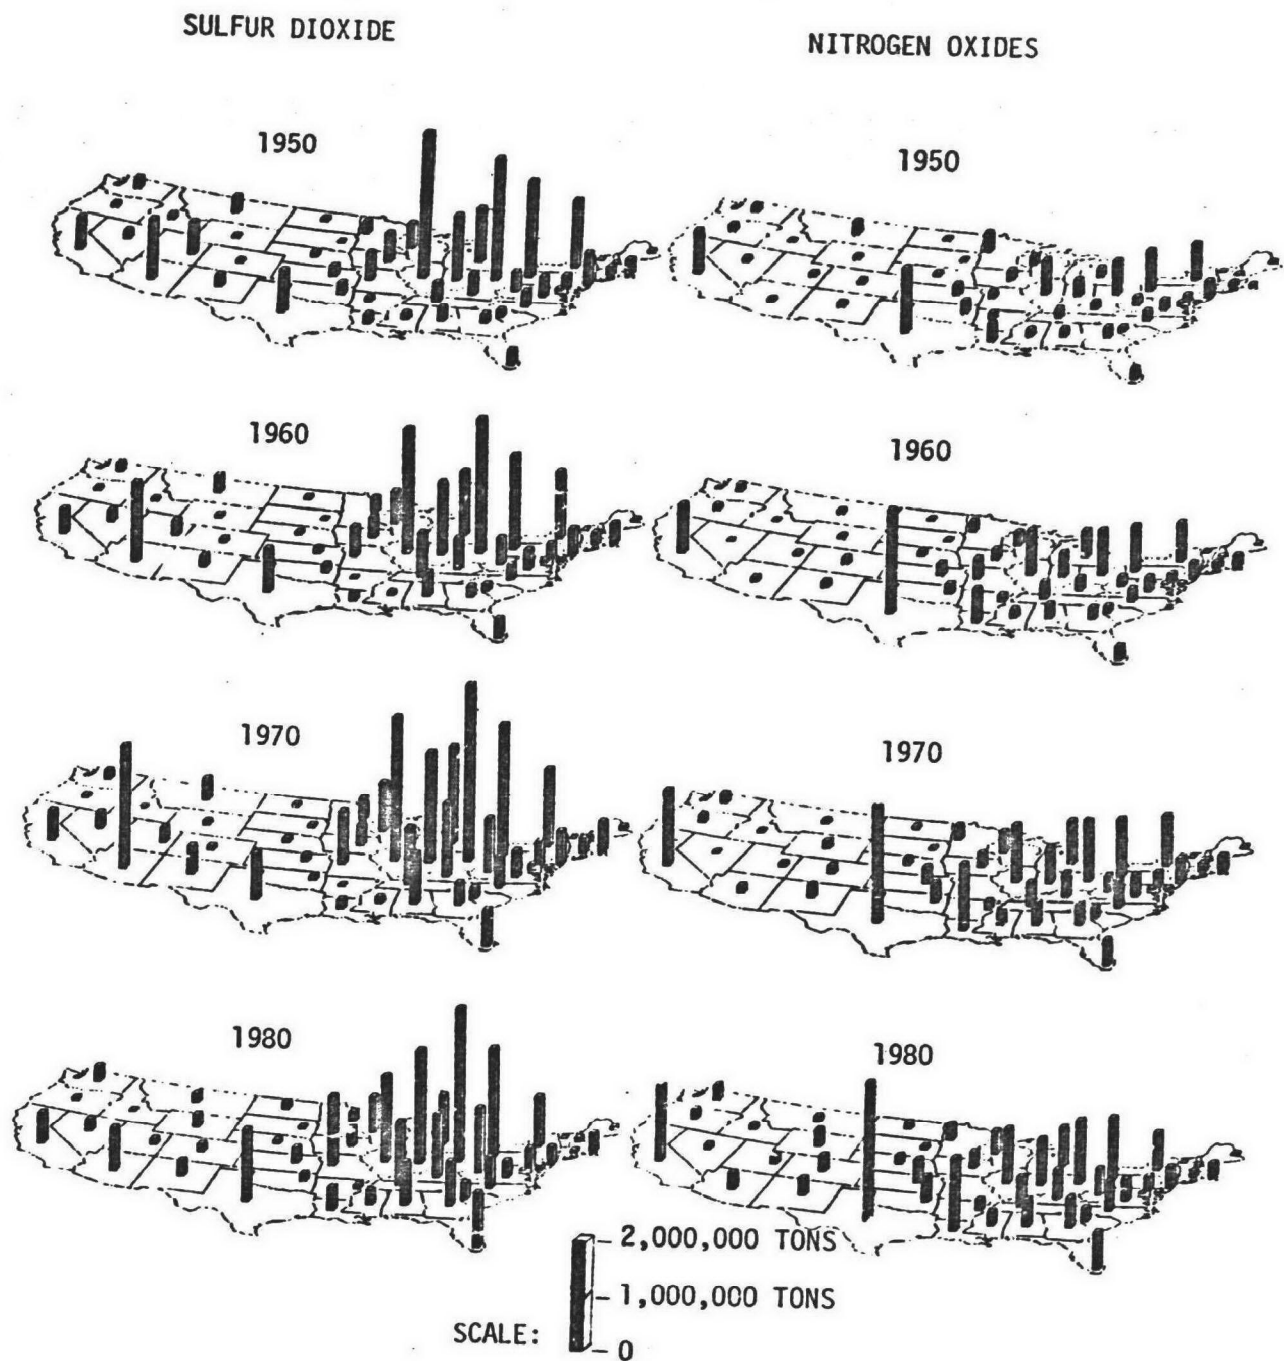 SULFUR DIOXIDE
NITROGEN OXIDES
1950
1950
1960
1960
1970
1970
1980
1980
2,000,000 TONS
1,000,000 TONS
SCALE:
0